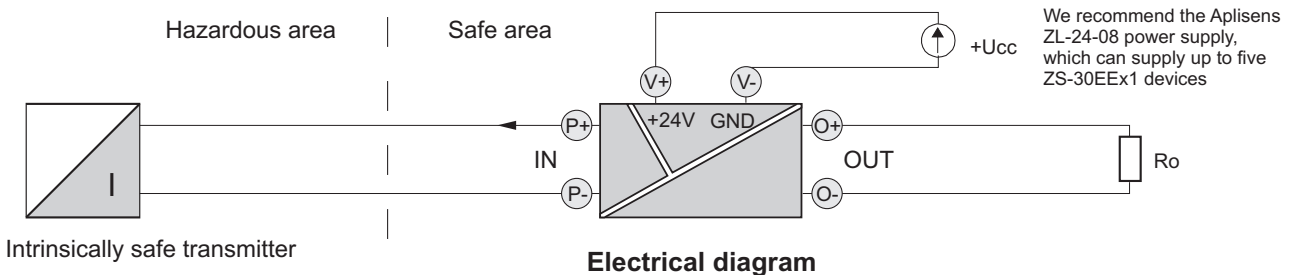 Hazardous area
Safe area
We recommend the Aplisens
ZL-24-08 power supply,
which can supply up to five
ZS-30EEx1 devices
+Ucc
V+
V-
+24V
GND
P+
O+
IN
OUT
Ro
I
P-
O-
Intrinsically safe transmitter
Electrical diagram